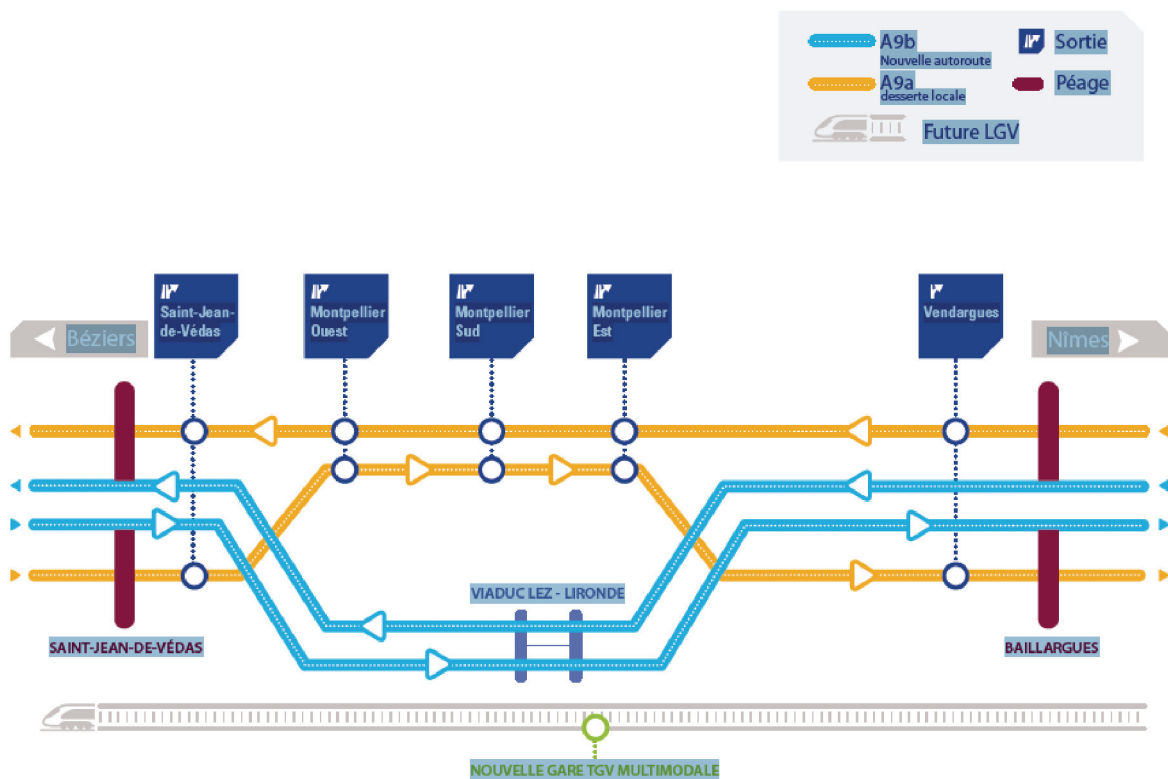 A9b
Nouvelle autoroute
Sortie
A9a
desserte locale
Péage
Future LGV
Saint-Jean-
de-Védas
Montpellier
Ouest
Montpellier
Sud
Montpellier
Est
Vendargues
Béziers
Nîmes
VIADUC LEZ - LIRONDE
SAINT-JEAN-DE-VÉDAS
BAILLARGUES
NOUVELLE GARE TGV MULTIMODALE